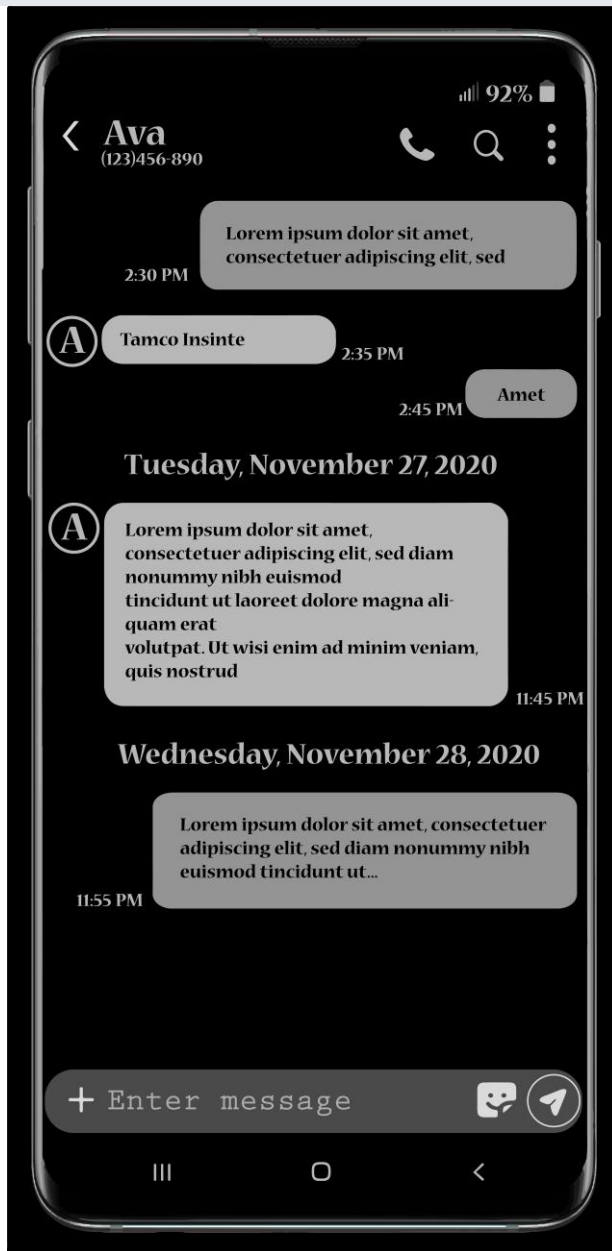 92%
Ava
(123)456-890
Lorem ipsum dolor sit amet,
consectetuer adipiscing elit, sed
2:30 PM
A
Tamco Insinte
2:35 PM
Amet
2:45 PM
Tuesday, November 27, 2020
A
Lorem ipsum dolor sit amet,
consectetuer adipiscing elit, sed diam
nonummy nibh euismod
tincidunt ut laoreet dolore magna ali-
quam erat
volutpat. Ut wisi enim ad minim veniam,
quis nostrud
11:45 PM
Wednesday, November 28, 2020
Lorem ipsum dolor sit amet, consectetuer
adipiscing elit, sed diam nonummy nibh
euismod tincidunt ut...
11:55 PM
+ Enter message